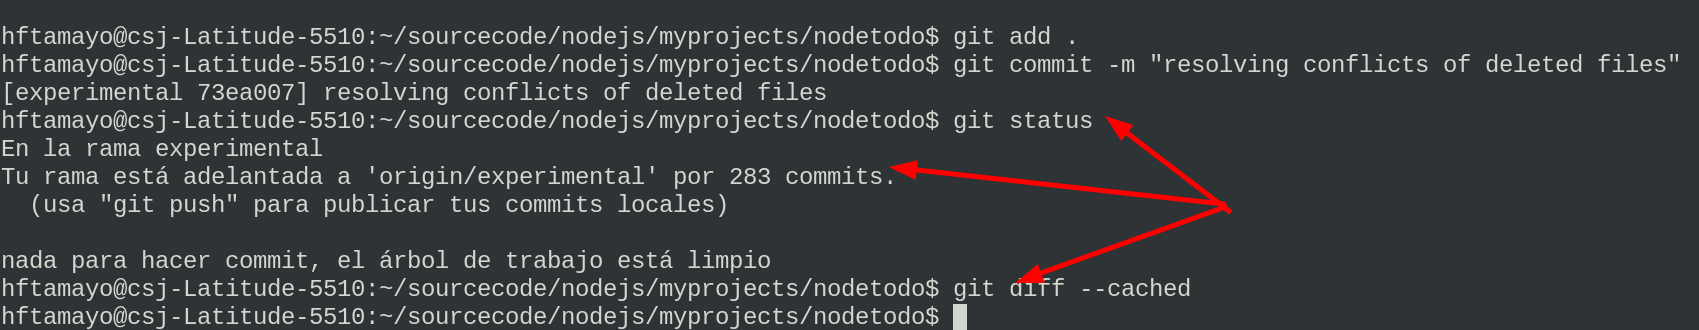 hftamayo@csj-Latitude-5510:~/sourcecode/nodejs/myprojects/nodetodo$ git add .
hftamayo@csj-Latitude-5510:~/sourcecode/nodejs/myprojects/nodetodo$ git commit -m "resolving conflicts of deleted files"
[experimental 73ea007] resolving conflicts of deleted files
hftamayo@csj-Latitude-5510:~/sourcecode/nodejs/myprojects/nodetodo$ git status
En la rama experimental
Tu rama está adelantada a 'origin/experimental' por 283 commits.
  (usa "git push" para publicar tus commits locales)

nada para hacer commit, el árbol de trabajo está limpio
hftamayo@csj-Latitude-5510:~/sourcecode/nodejs/myprojects/nodetodo$ git diff --cached
hftamayo@csj-Latitude-5510:~/sourcecode/nodejs/myprojects/nodetodo$